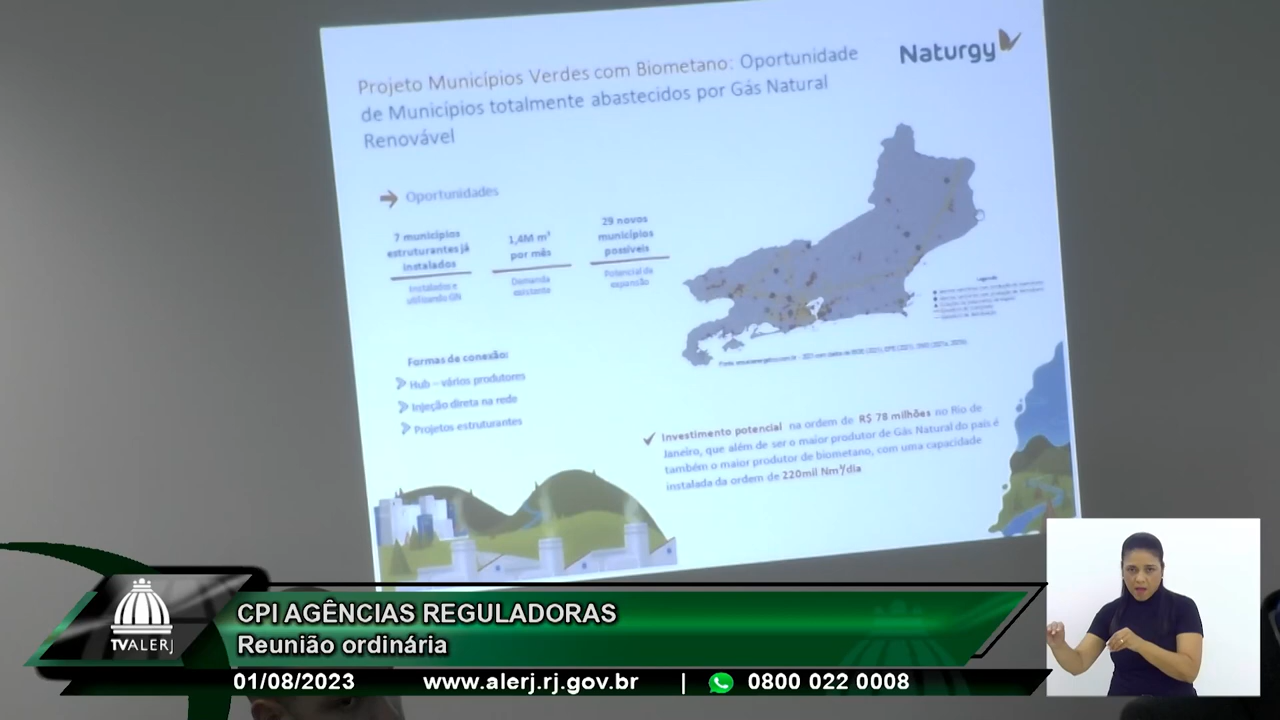 Projeto Municípios Verdes com Biometano: Oportunidade
de Municípios totalmente abastecidos por Gás Natural
Renovável
Naturgy
Oportunidades
7 municípios
estruturantes já
instalados
Instalados e
utilizando GN
1,4M m³
por mês
Demanda
existente
29 novos
municípios
possíveis
Potencial de
expansão
Formas de conexão:
Hub – vários produtores
Injeção direta na rede
Projetos estruturantes
Investimento potencial na ordem de R$ 78 milhões no Rio de
Janeiro, que além de ser o maior produtor de Gás Natural do país é
também o maior produtor de biometano, com uma capacidade
instalada da ordem de 220mil Nm³/dia
TVALERJ
CPI AGÊNCIAS REGULADORAS
Reunião ordinária
01/08/2023 www.alerj.rj.gov.br | 0800 022 0008